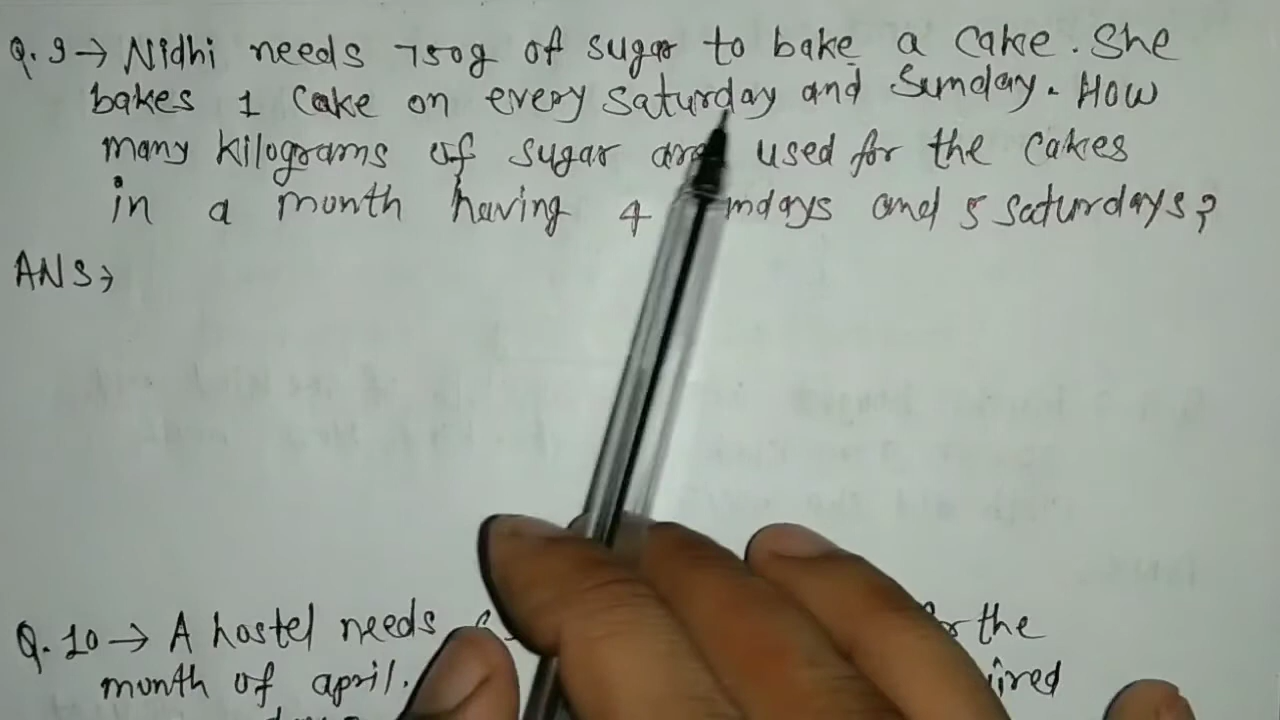 Q.9→ Nidhi needs 750g of sugar to bake a cake. She
bakes 1 Cake on every Saturday and Sunday. How
many kilograms of sugar are used for the cakes
in a month having 4 and 5 Saturdays?
ANS→
Q.10→ A hostel needs the
month of april.